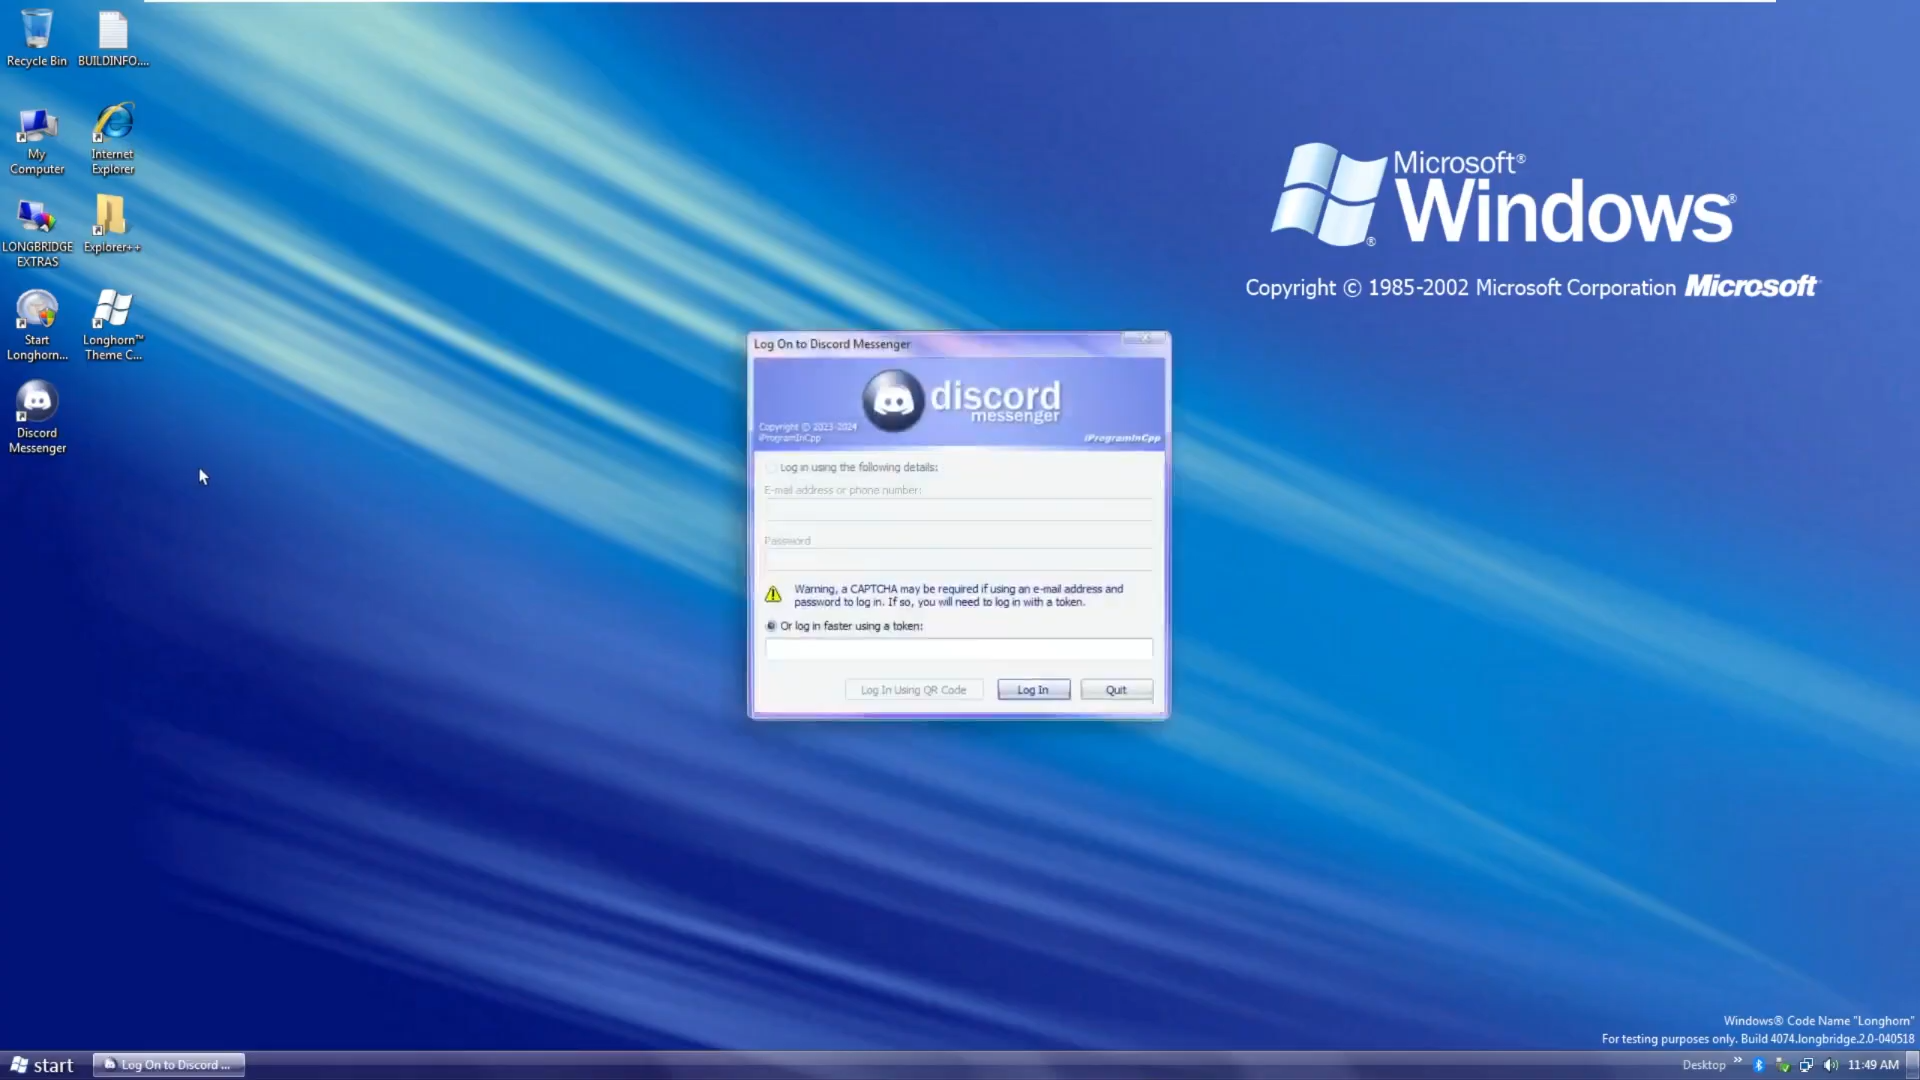 Recycle Bin
BUILDINFO....
My
Computer
Internet
Explorer
LONGBRIDGE
EXTRAS
Explorer++
Start
Longhorn...
Longhorn™
Theme C...
Discord
Messenger
Microsoft®
Windows®
Copyright © 1985-2002 Microsoft Corporation Microsoft
Log On to Discord Messenger
discord
messenger
Copyright © 2023-2024
iProgramInCpp
iProgramInCpp
Log in using the following details:
E-mail address or phone number:
Password
Warning, a CAPTCHA may be required if using an e-mail address and
password to log in. If so, you will need to log in with a token.
Or log in faster using a token:
Log In Using QR Code
Log In
Quit
Windows® Code Name "Longhorn"
For testing purposes only. Build 4074.longbridge.2.0-040518
start
Log On to Discord ...
Desktop
11:49 AM